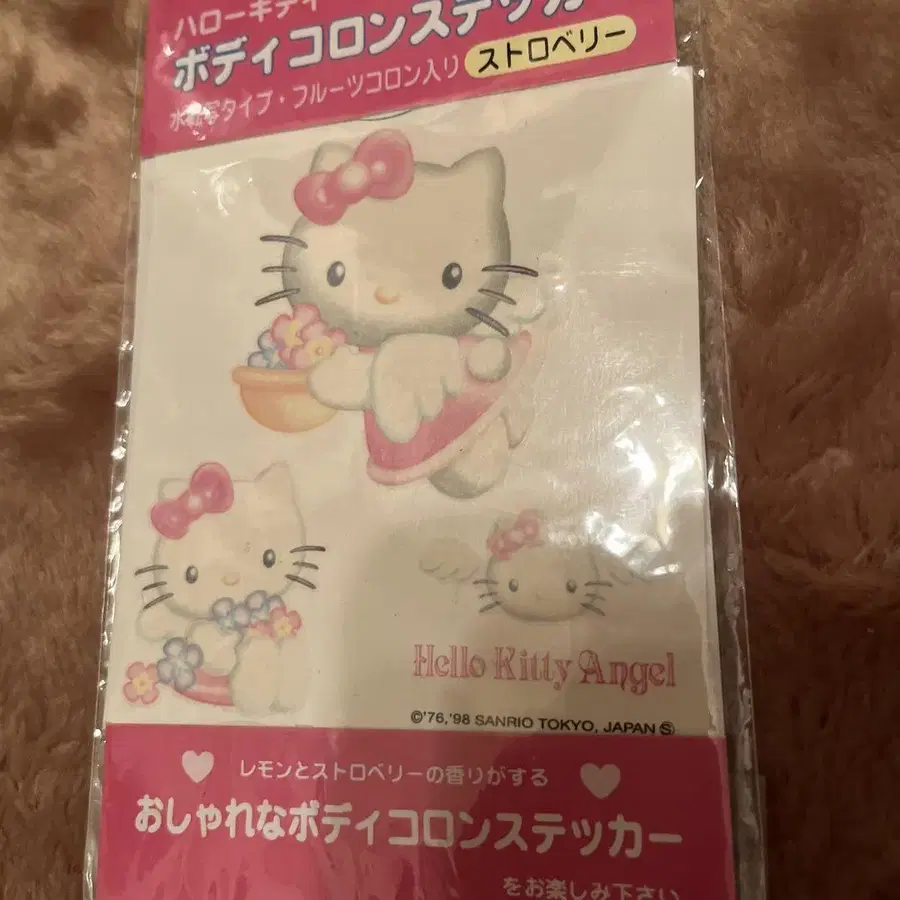 ハローキティ
ボディコロンステッカー
水転写タイプ・フルーツコロン入り ストロベリー
Hello Kitty Angel
©'76,'98 SANRIO TOKYO, JAPAN Ⓢ
レモンとストロベリーの香りがする
おしゃれなボディコロンステッカー
をお楽しみ下さい